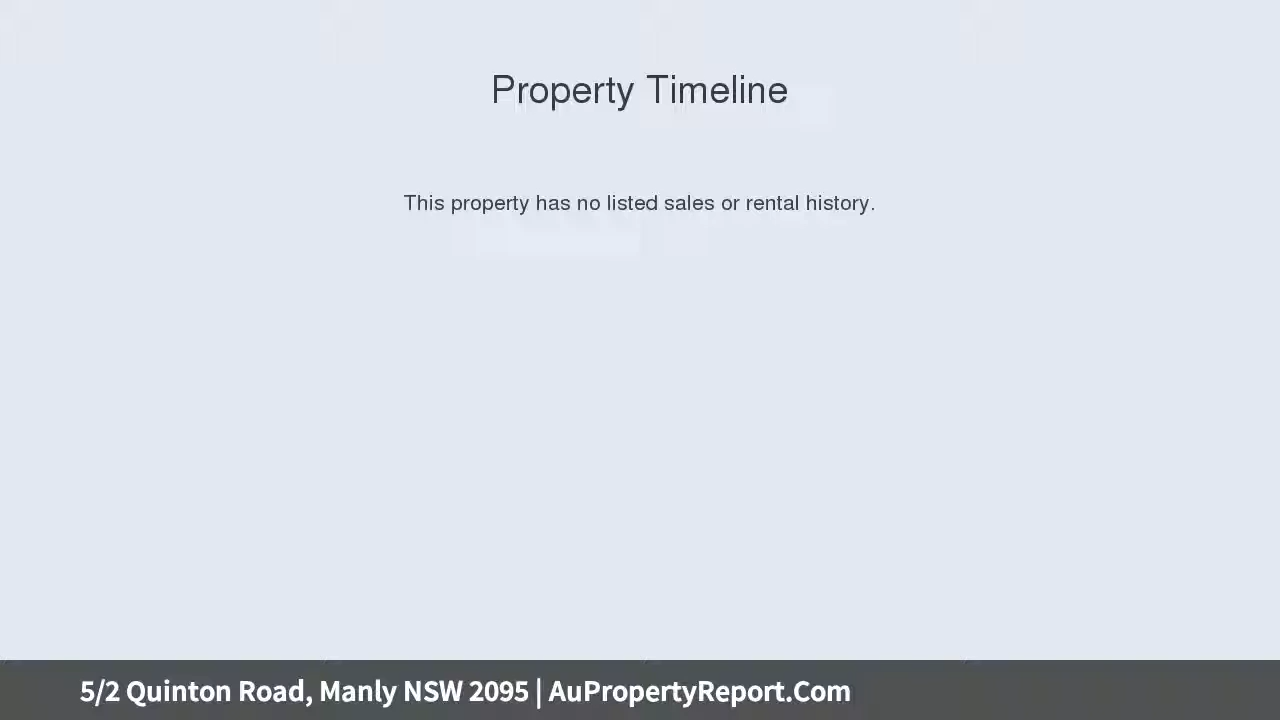 Property Timeline
This property has no listed sales or rental history.
5/2 Quinton Road, Manly NSW 2095 | AuPropertyReport.Com